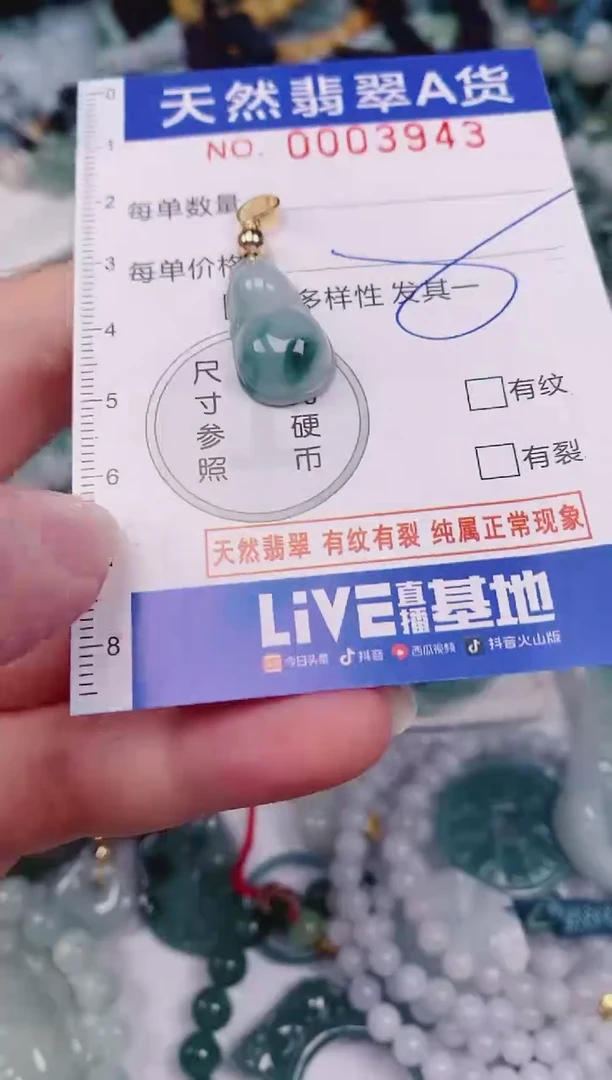 天然翡翠A货
NO. 0003943
0
1
2
3
4
5
6
8
每单数量
每单价格
多样性 发其一
尺寸参照
硬币
有纹
有裂
天然翡翠 有纹有裂 纯属正常现象
LiVE直播基地
今日头条 抖音 西瓜视频 抖音火山版